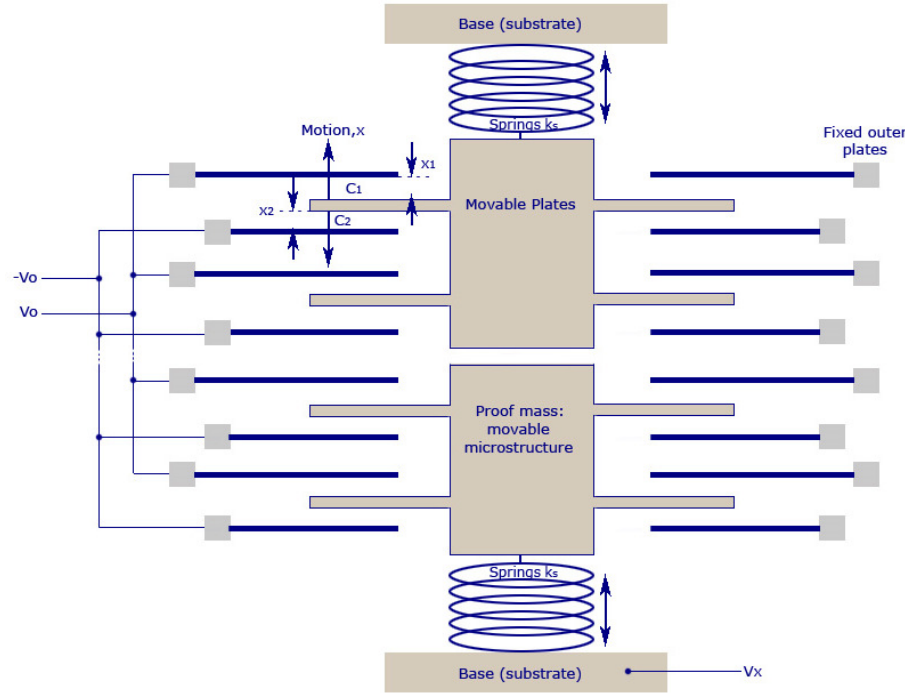 Base (substrate)
Springs ks
Motion,x
Fixed outer
plates
x1
C1
x2
Movable Plates
C2
-Vo
Vo
Proof mass:
movable
microstructure
Springs ks
Base (substrate)
Vx